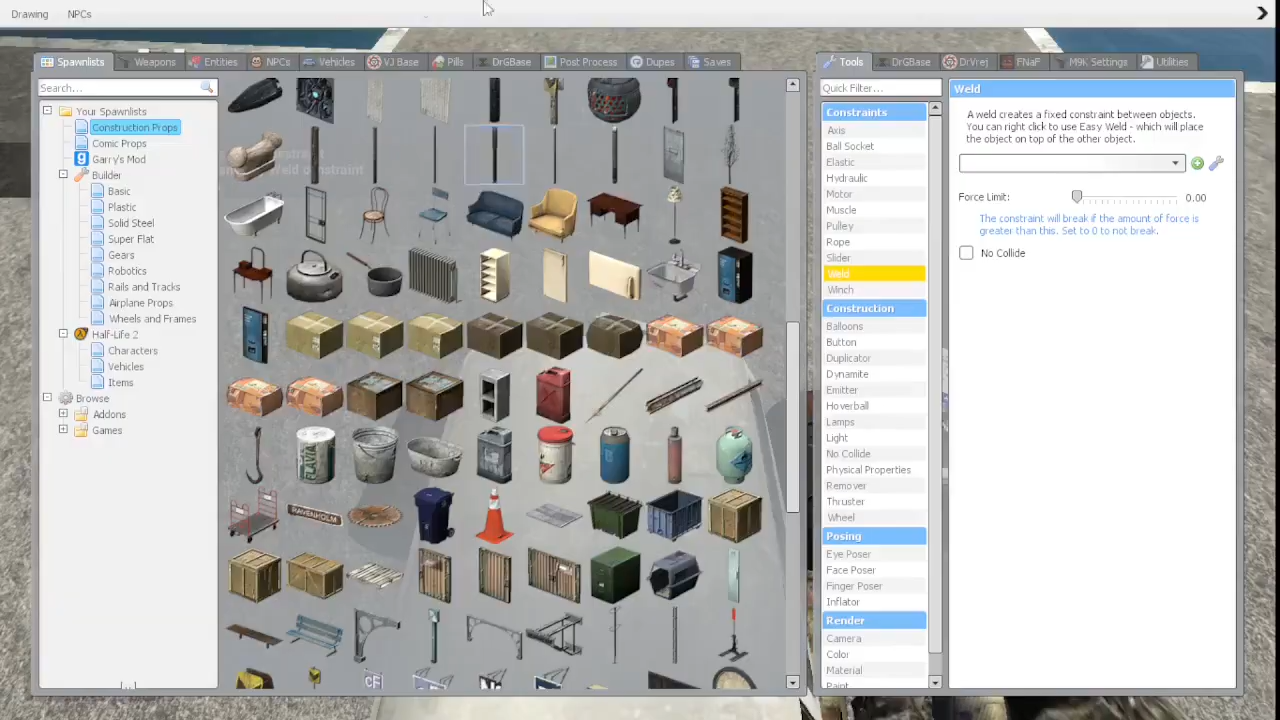 Drawing NPCs
Spawnlists Weapons Entities NPCs Vehicles VJ Base Pills DrGBase Post Process Dupes Saves
Search...
Your Spawnlists
Construction Props
Comic Props
Garry's Mod
Builder
Basic
Plastic
Solid Steel
Super Flat
Gears
Robotics
Rails and Tracks
Airplane Props
Wheels and Frames
Half-Life 2
Characters
Vehicles
Items
Browse
Addons
Games
RAVENHOLM
Tools DrGBase DrVrej FNaF M9K Settings Utilities
Quick Filter...
Constraints
Axis
Ball Socket
Elastic
Hydraulic
Motor
Muscle
Pulley
Rope
Slider
Weld
Winch
Construction
Balloons
Button
Duplicator
Dynamite
Emitter
Hoverball
Lamps
Light
No Collide
Physical Properties
Remover
Thruster
Wheel
Posing
Eye Poser
Face Poser
Finger Poser
Inflator
Render
Camera
Color
Material
Paint
Weld
A weld creates a fixed constraint between objects.
You can right click to use Easy Weld - which will place
the object on top of the other object.
Force Limit: 0.00
The constraint will break if the amount of force is
greater than this. Set to 0 to not break.
No Collide